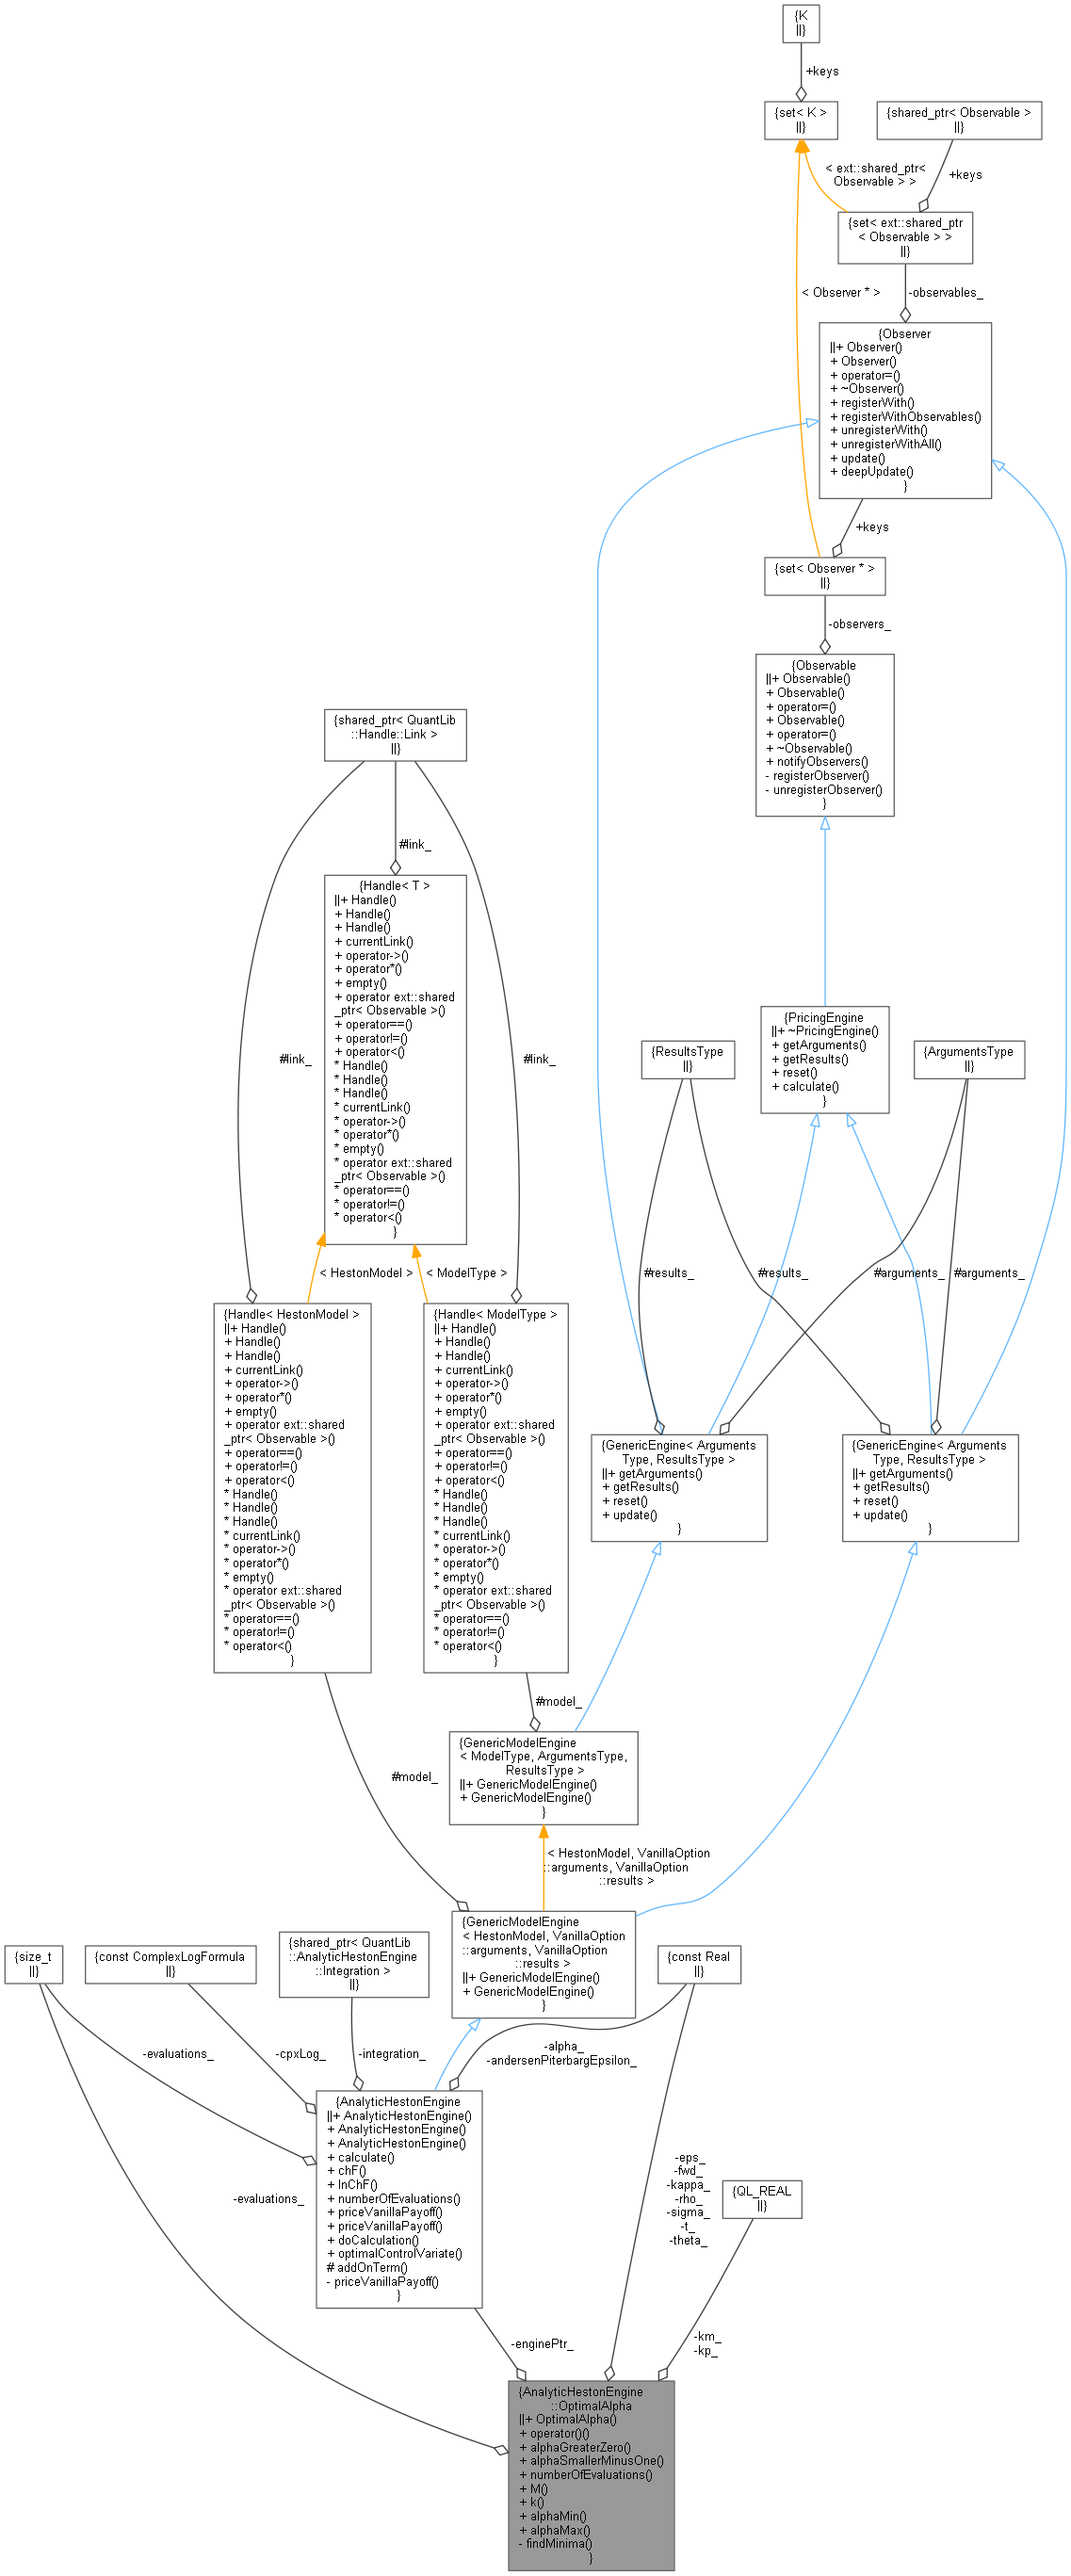 {K
||}
+keys
{set< K >
||}
{shared_ptr< Observable >
||}
< ext::shared_ptr<
Observable > >
+keys
{set< ext::shared_ptr
< Observable > >
||}
< Observer * >
-observables_
{Observer
||+ Observer()
+ Observer()
+ operator=()
+ ~Observer()
+ registerWith()
+ registerWithObservables()
+ unregisterWith()
+ unregisterWithAll()
+ update()
+ deepUpdate()
}
+keys
{set< Observer * >
||}
-observers_
{Observable
||+ Observable()
+ Observable()
+ operator=()
+ Observable()
+ operator=()
+ ~Observable()
+ notifyObservers()
- registerObserver()
- unregisterObserver()
}
{shared_ptr< QuantLib
::Handle::Link >
||}
#link_
{Handle< T >
||+ Handle()
+ Handle()
+ Handle()
+ currentLink()
+ operator->()
+ operator*()
+ empty()
+ operator ext::shared
_ptr< Observable >()
+ operator==()
+ operator!=()
+ operator<()
* Handle()
* Handle()
* Handle()
* currentLink()
* operator->()
* operator*()
* empty()
* operator ext::shared
_ptr< Observable >()
* operator==()
* operator!=()
* operator<()
}
#link_
#link_
{PricingEngine
||+ ~PricingEngine()
+ getArguments()
+ getResults()
+ reset()
+ calculate()
}
{ResultsType
||}
{ArgumentsType
||}
< HestonModel >
< ModelType >
#results_
#results_
#arguments_
#arguments_
{Handle< HestonModel >
||+ Handle()
+ Handle()
+ Handle()
+ currentLink()
+ operator->()
+ operator*()
+ empty()
+ operator ext::shared
_ptr< Observable >()
+ operator==()
+ operator!=()
+ operator<()
* Handle()
* Handle()
* Handle()
* currentLink()
* operator->()
* operator*()
* empty()
* operator ext::shared
_ptr< Observable >()
* operator==()
* operator!=()
* operator<()
}
{Handle< ModelType >
||+ Handle()
+ Handle()
+ Handle()
+ currentLink()
+ operator->()
+ operator*()
+ empty()
+ operator ext::shared
_ptr< Observable >()
+ operator==()
+ operator!=()
+ operator<()
* Handle()
* Handle()
* Handle()
* currentLink()
* operator->()
* operator*()
* empty()
* operator ext::shared
_ptr< Observable >()
* operator==()
* operator!=()
* operator<()
}
{GenericEngine< Arguments
Type, ResultsType >
||+ getArguments()
+ getResults()
+ reset()
+ update()
}
{GenericEngine< Arguments
Type, ResultsType >
||+ getArguments()
+ getResults()
+ reset()
+ update()
}
#model_
{GenericModelEngine
< ModelType, ArgumentsType,
ResultsType >
||+ GenericModelEngine()
+ GenericModelEngine()
}
#model_
< HestonModel, VanillaOption
::arguments, VanillaOption
::results >
{GenericModelEngine
< HestonModel, VanillaOption
::arguments, VanillaOption
::results >
||+ GenericModelEngine()
+ GenericModelEngine()
}
{size_t
||}
{const ComplexLogFormula
||}
{shared_ptr< QuantLib
::AnalyticHestonEngine
::Integration >
||}
{const Real
||}
-evaluations_
-cpxLog_
-integration_
-alpha_
-andersenPiterbargEpsilon_
{AnalyticHestonEngine
||+ AnalyticHestonEngine()
+ AnalyticHestonEngine()
+ AnalyticHestonEngine()
+ calculate()
+ chF()
+ lnChF()
+ numberOfEvaluations()
+ priceVanillaPayoff()
+ priceVanillaPayoff()
+ doCalculation()
+ optimalControlVariate()
# addOnTerm()
- priceVanillaPayoff()
}
-evaluations_
-eps_
-fwd_
-kappa_
-rho_
-sigma_
-t_
-theta_
{QL_REAL
||}
-enginePtr_
-km_
-kp_
{AnalyticHestonEngine
::OptimalAlpha
||+ OptimalAlpha()
+ operator()()
+ alphaGreaterZero()
+ alphaSmallerMinusOne()
+ numberOfEvaluations()
+ M()
+ k()
+ alphaMin()
+ alphaMax()
- findMinima()
}